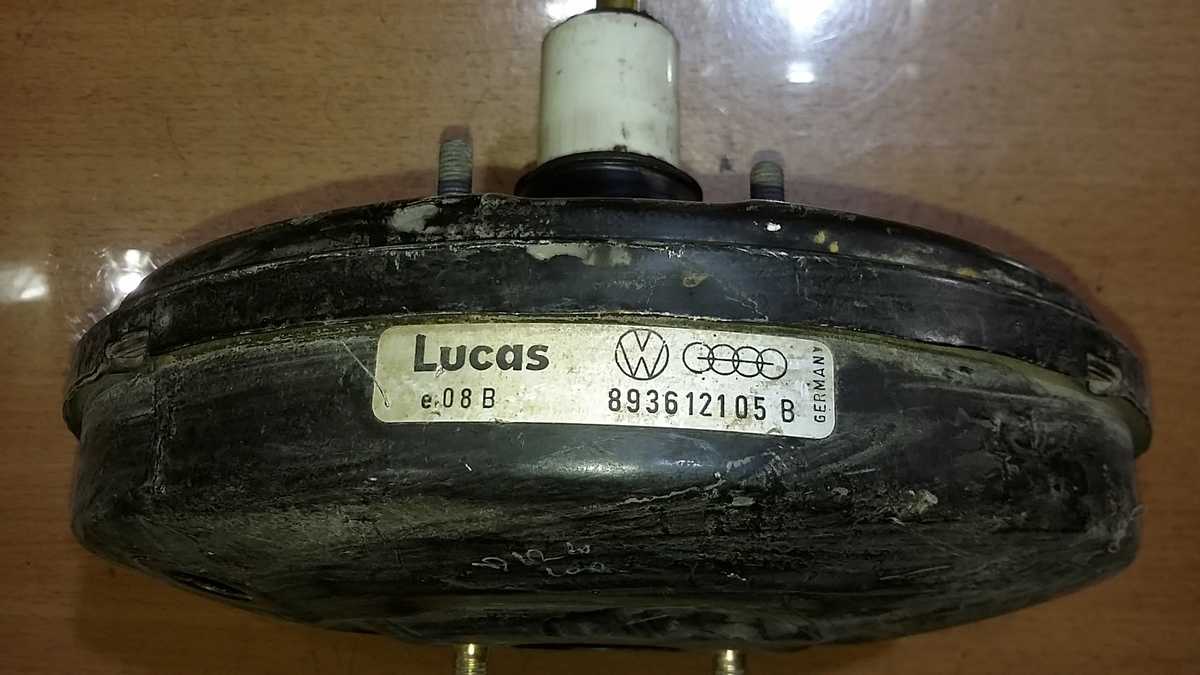 Lucas
e.08 B
893612105 B
GERMANY